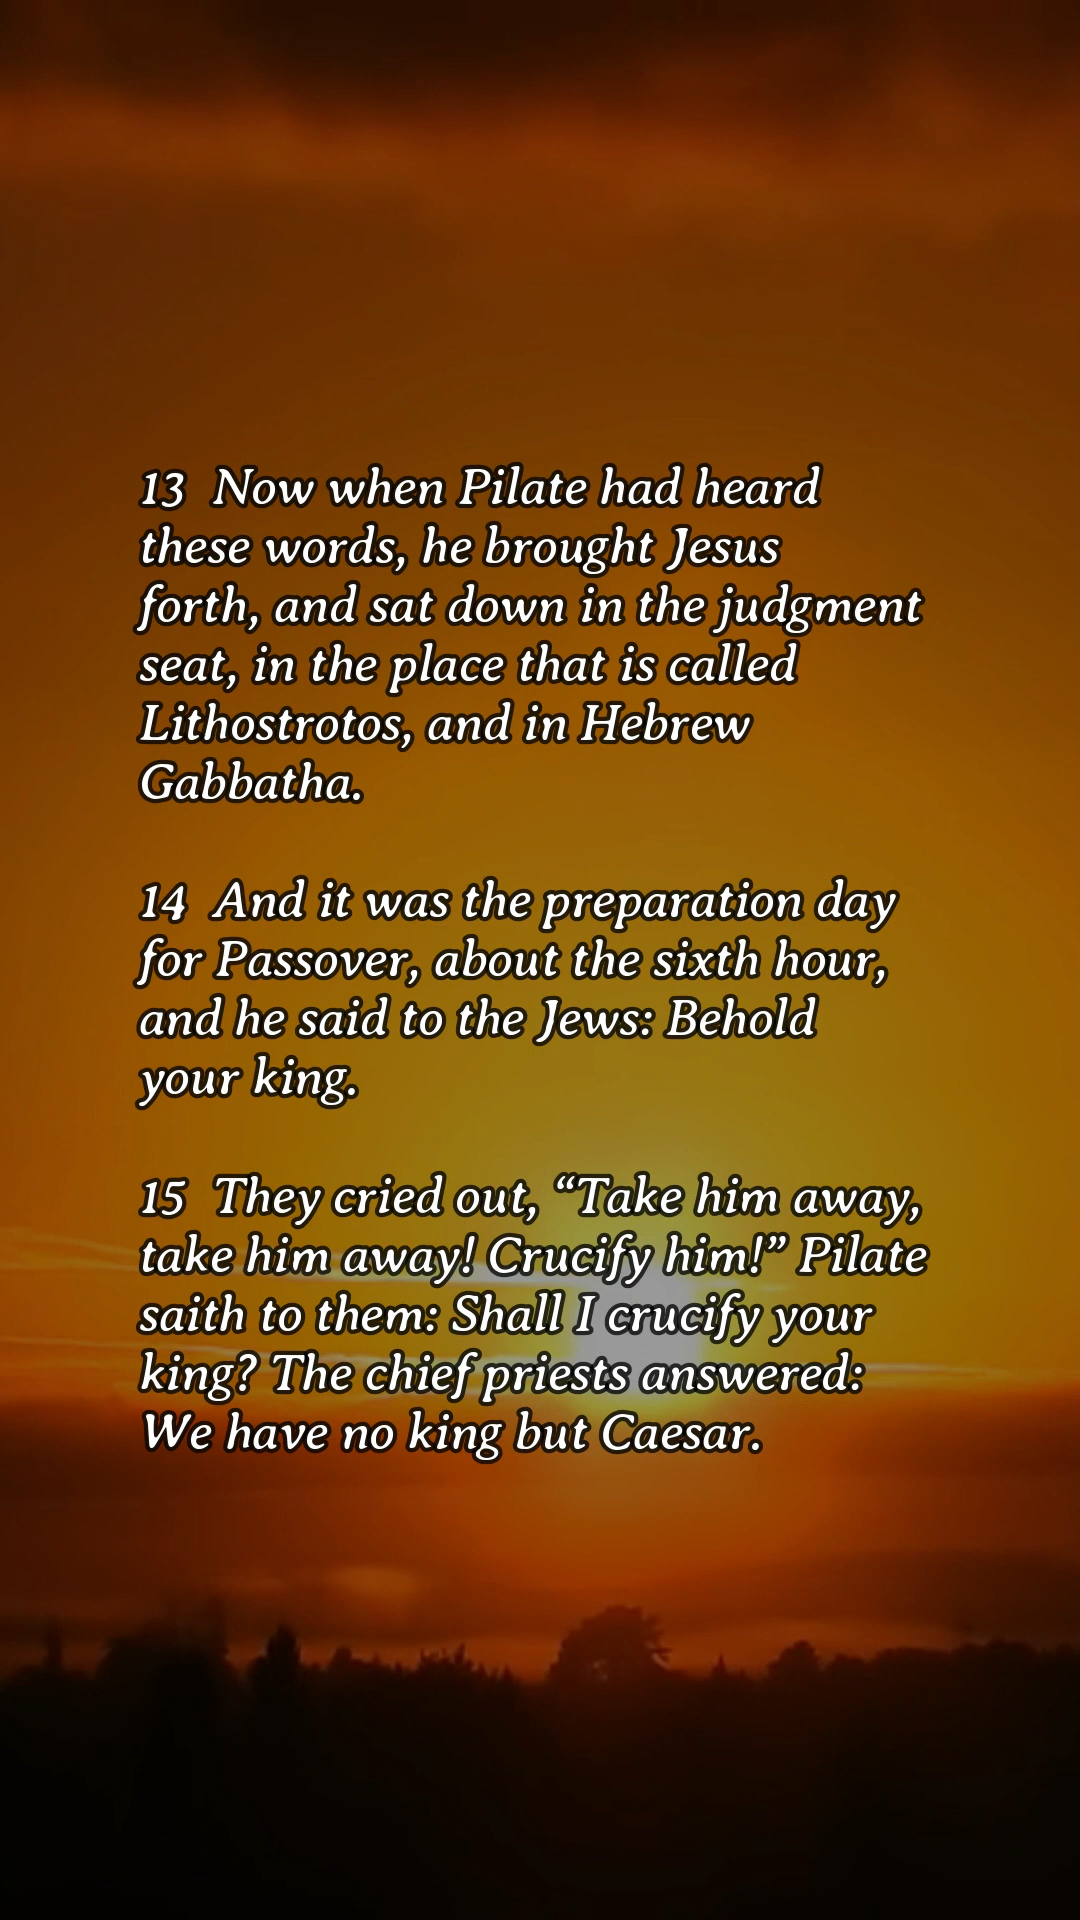 13 Now when Pilate had heard
these words, he brought Jesus
forth, and sat down in the judgment
seat, in the place that is called
Lithostrotos, and in Hebrew
Gabbatha.
14 And it was the preparation day
for Passover, about the sixth hour,
and he said to the Jews: Behold
your king.
15 They cried out, “Take him away,
take him away! Crucify him!” Pilate
saith to them: Shall I crucify your
king? The chief priests answered:
We have no king but Caesar.